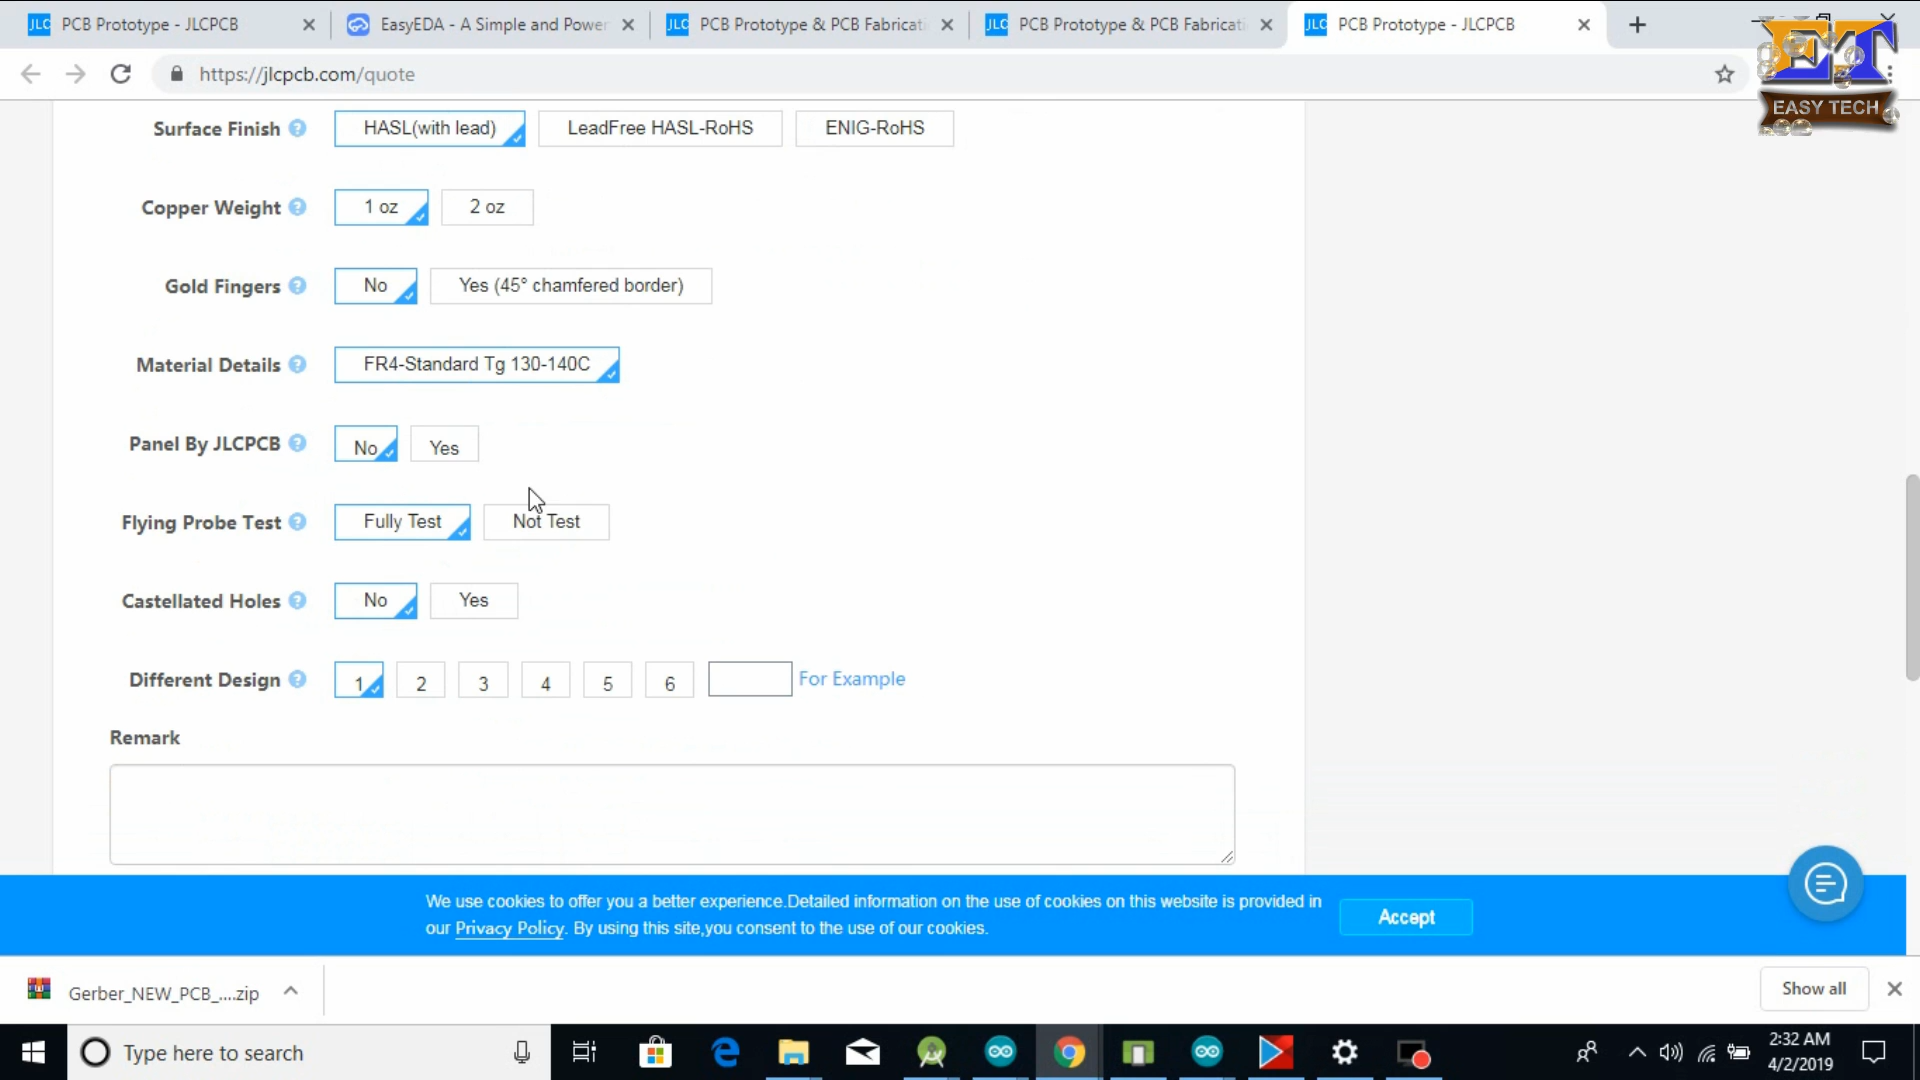 PCB Prototype - JLCPCB
EasyEDA - A Simple and Power
PCB Prototype & PCB Fabricati
PCB Prototype & PCB Fabricati
PCB Prototype - JLCPCB
https://jlcpcb.com/quote
ET
EASY TECH
Surface Finish ? HASL(with lead) LeadFree HASL-RoHS ENIG-RoHS
Copper Weight ? 1 oz 2 oz
Gold Fingers ? No Yes (45° chamfered border)
Material Details ? FR4-Standard Tg 130-140C
Panel By JLCPCB ? No Yes
Flying Probe Test ? Fully Test Not Test
Castellated Holes ? No Yes
Different Design ? 1 2 3 4 5 6 For Example
Remark
We use cookies to offer you a better experience.Detailed information on the use of cookies on this website is provided in
our Privacy Policy. By using this site,you consent to the use of our cookies.
Accept
Gerber_NEW_PCB_....zip
Show all
Type here to search
2:32 AM
4/2/2019